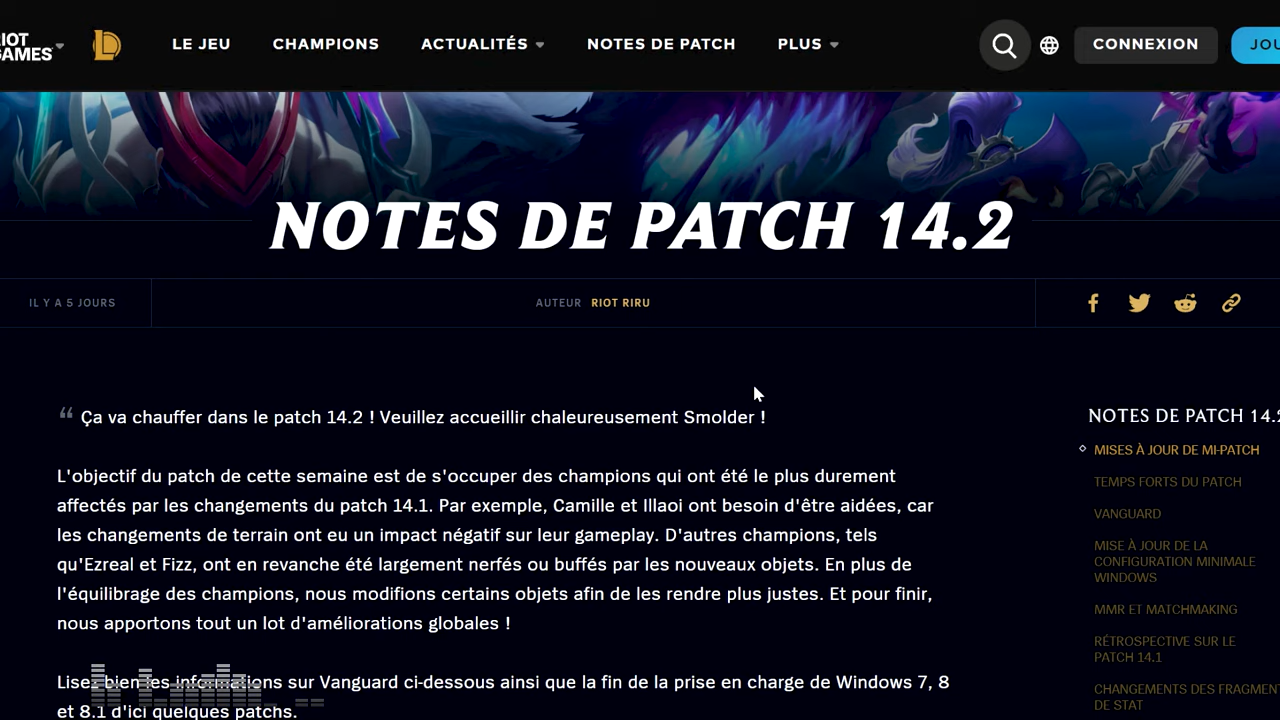 RIOT
GAMES
LE JEU
CHAMPIONS
ACTUALITÉS
NOTES DE PATCH
PLUS
CONNEXION
JOU
NOTES DE PATCH 14.2
IL Y A 5 JOURS
AUTEUR RIOT RIRU
“ Ça va chauffer dans le patch 14.2 ! Veuillez accueillir chaleureusement Smolder !
L'objectif du patch de cette semaine est de s'occuper des champions qui ont été le plus durement
affectés par les changements du patch 14.1. Par exemple, Camille et Illaoi ont besoin d'être aidées, car
les changements de terrain ont eu un impact négatif sur leur gameplay. D'autres champions, tels
qu'Ezreal et Fizz, ont en revanche été largement nerfés ou buffés par les nouveaux objets. En plus de
l'équilibrage des champions, nous modifions certains objets afin de les rendre plus justes. Et pour finir,
nous apportons tout un lot d'améliorations globales !
Lisez bien les informations sur Vanguard ci-dessous ainsi que la fin de la prise en charge de Windows 7, 8
et 8.1 d'ici quelques patchs.
NOTES DE PATCH 14.2
MISES À JOUR DE MI-PATCH
TEMPS FORTS DU PATCH
VANGUARD
MISE À JOUR DE LA
CONFIGURATION MINIMALE
WINDOWS
MMR ET MATCHMAKING
RÉTROSPECTIVE SUR LE
PATCH 14.1
CHANGEMENTS DES FRAGMENT
DE STAT